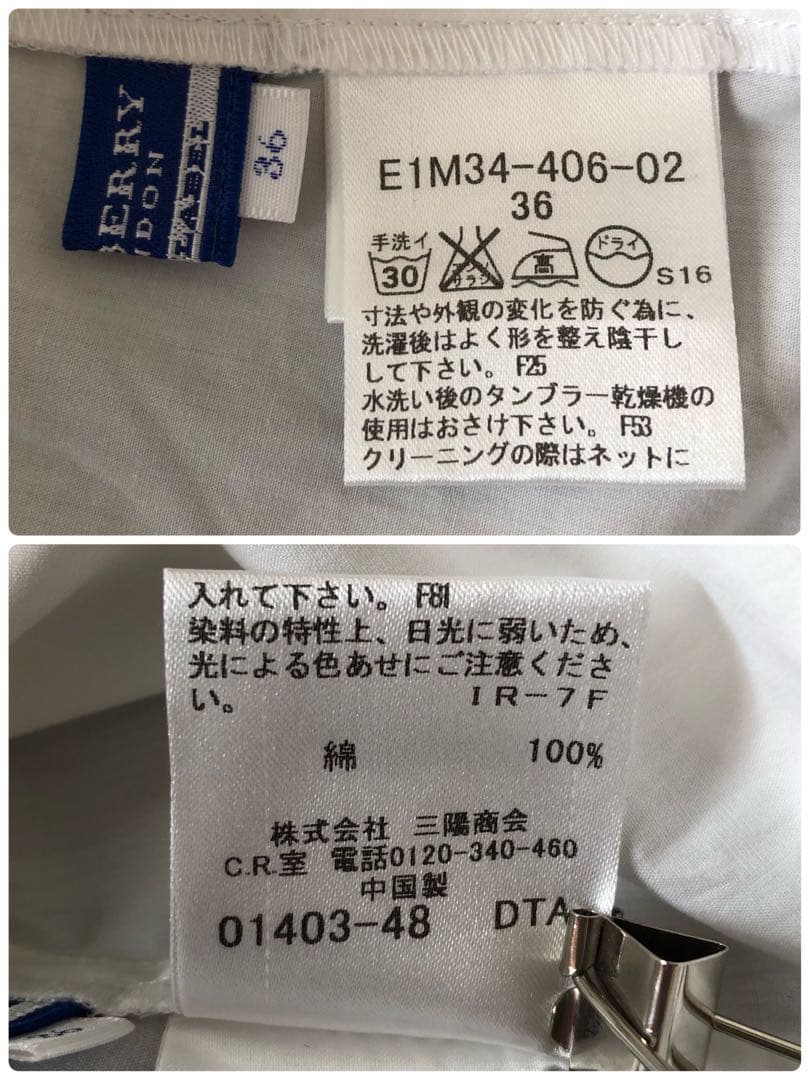 BERRY
NDON
36
E1M34-406-02
36
手洗イ
30
エンソ
サラシ
高
ドライ
S16
寸法や外観の変化を防ぐ為に、
洗濯後はよく形を整え陰干し
して下さい。 F25
水洗い後のタンブラー乾燥機の
使用はおさけ下さい。 F53
クリーニングの際はネットに
入れて下さい。 F81
染料の特性上、日光に弱いため、
光による色あせにご注意くださ
い。 IR-7F
綿 100%
株式会社 三陽商会
C.R.室 電話0120-340-460
中国製
01403-48 DTA